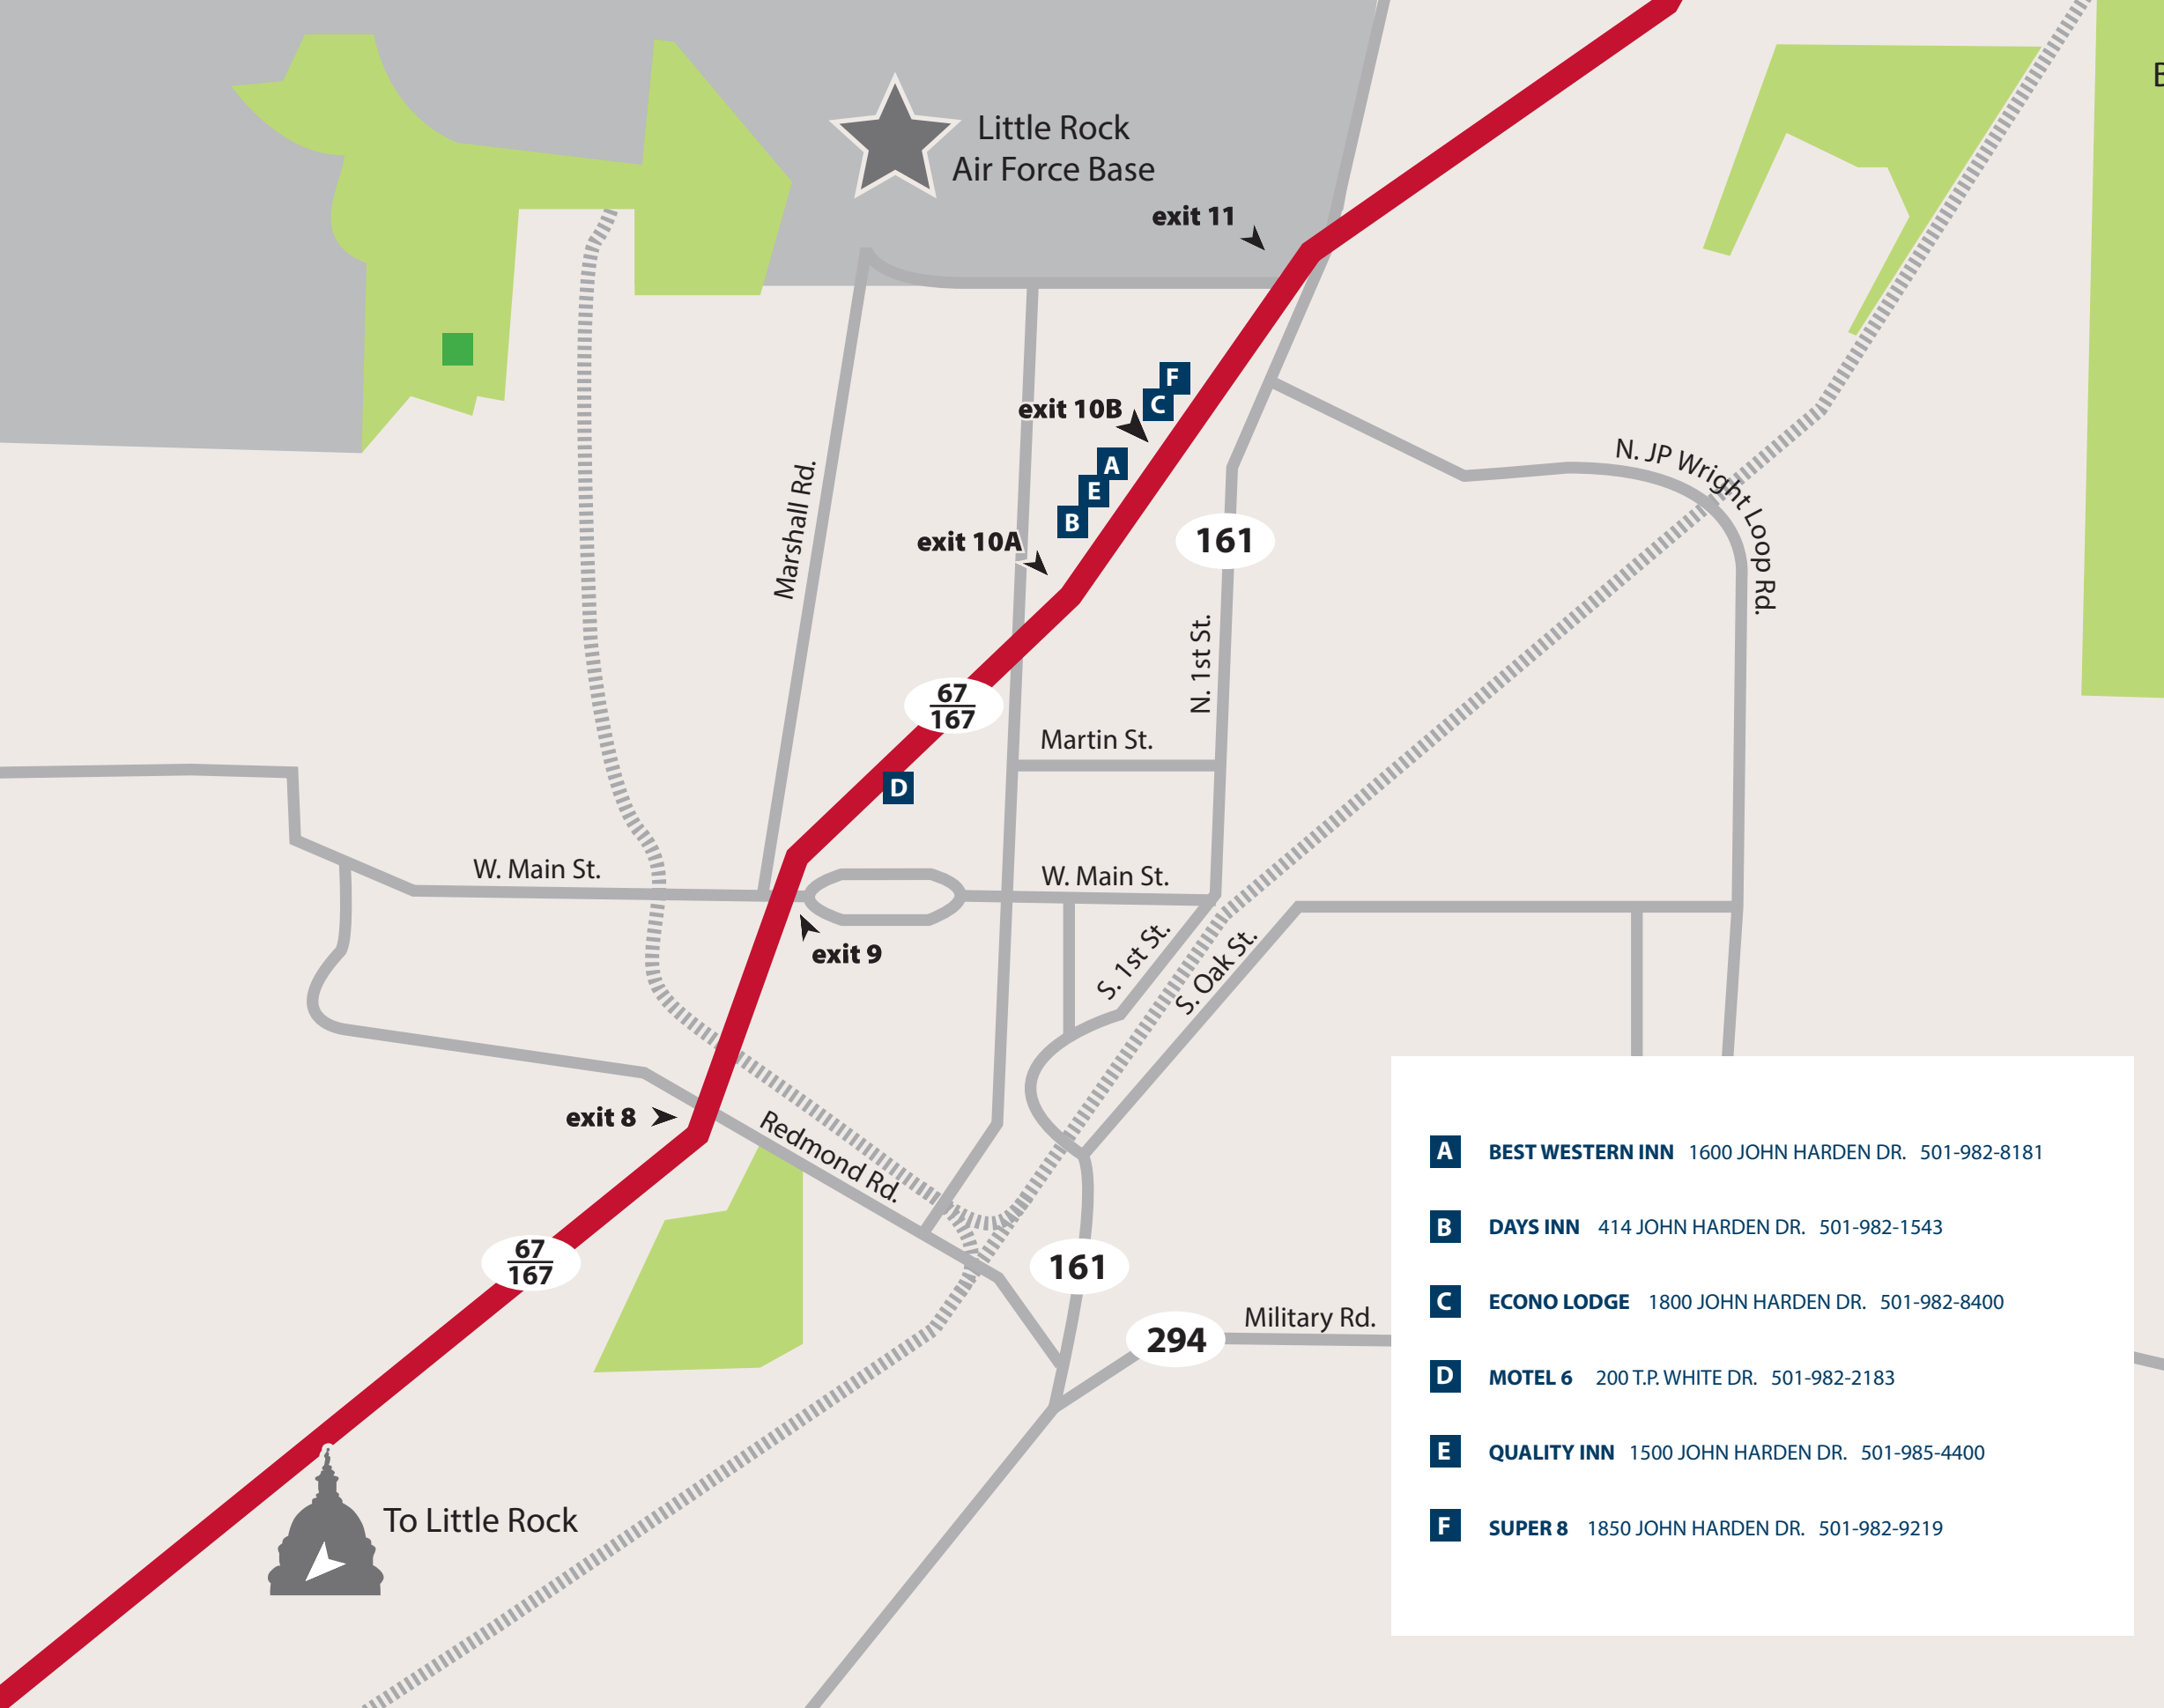 Little Rock
Air Force Base
B
exit 11
F
C
exit 10B
A
E
B
exit 10A
Marshall Rd.
161
N. JP Wright Loop Rd.
N. 1st St.
67
167
Martin St.
D
W. Main St.
W. Main St.
exit 9
S. 1st St.
S. Oak St.
exit 8
Redmond Rd.
67
167
161
294
Military Rd.
To Little Rock
A BEST WESTERN INN 1600 JOHN HARDEN DR. 501-982-8181
B DAYS INN 414 JOHN HARDEN DR. 501-982-1543
C ECONO LODGE 1800 JOHN HARDEN DR. 501-982-8400
D MOTEL 6 200 T.P. WHITE DR. 501-982-2183
E QUALITY INN 1500 JOHN HARDEN DR. 501-985-4400
F SUPER 8 1850 JOHN HARDEN DR. 501-982-9219